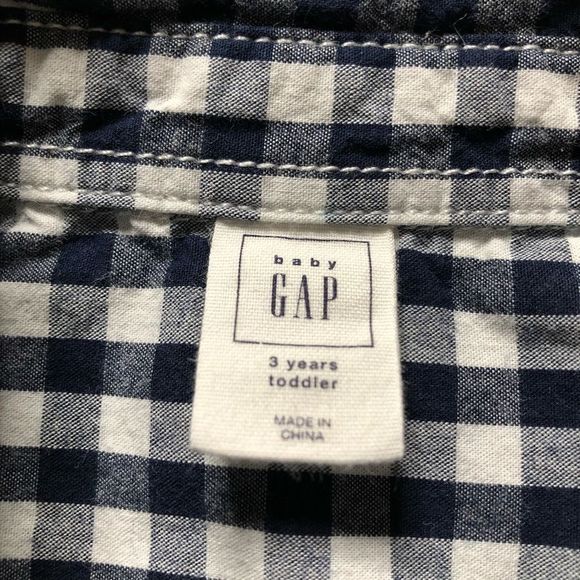 baby
GAP
3 years
toddler
MADE IN
CHINA